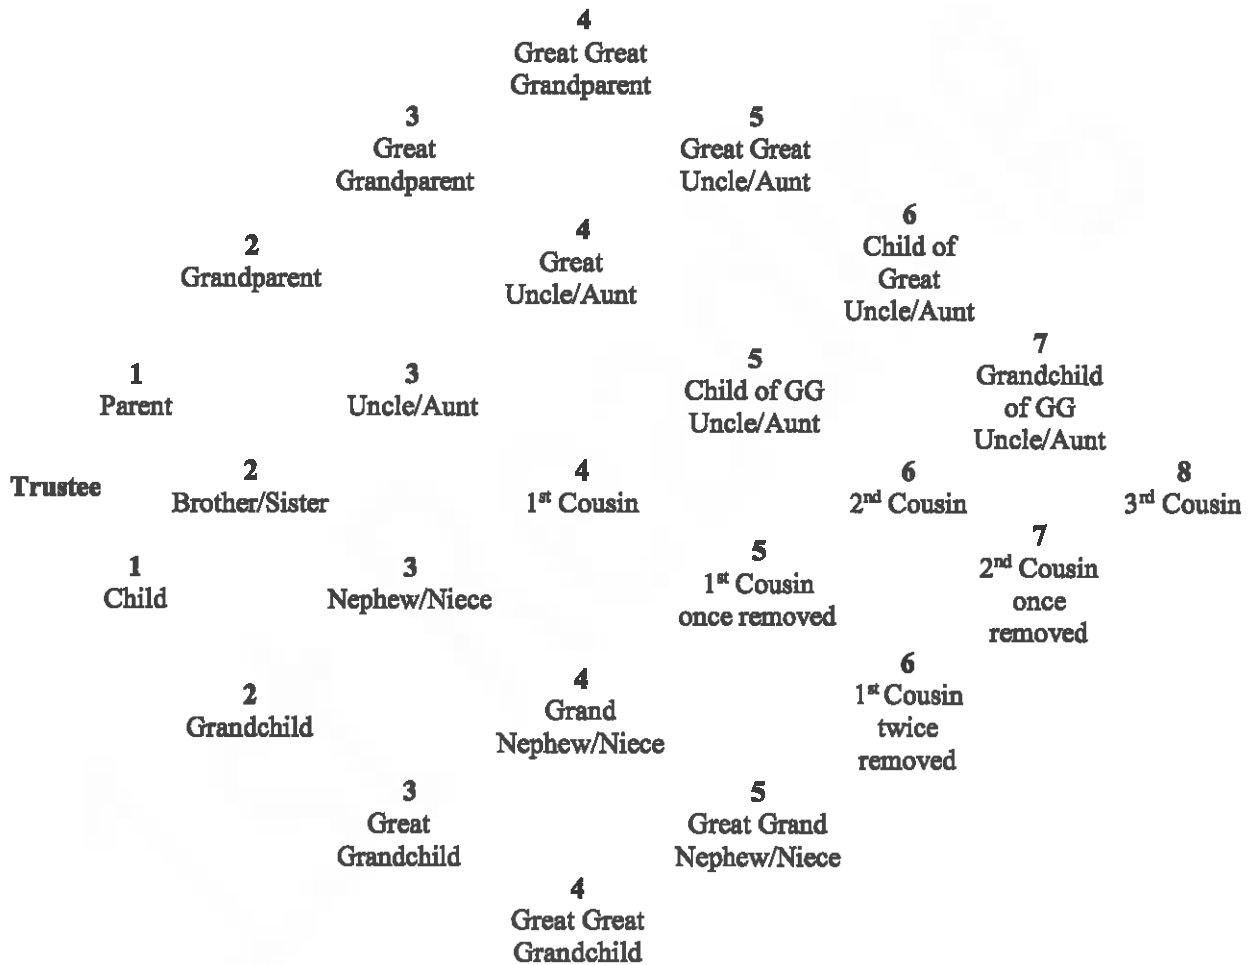 4
Great Great
Grandparent
3
Great
Grandparent
5
Great Great
Uncle/Aunt
2
Grandparent
4
Great
Uncle/Aunt
6
Child of
Great
Uncle/Aunt
1
Parent
3
Uncle/Aunt
5
Child of GG
Uncle/Aunt
7
Grandchild
of GG
Uncle/Aunt
Trustee
2
Brother/Sister
4
1st Cousin
6
2nd Cousin
8
3rd Cousin
1
Child
3
Nephew/Niece
5
1st Cousin
once removed
7
2nd Cousin
once
removed
2
Grandchild
4
Grand
Nephew/Niece
6
1st Cousin
twice
removed
3
Great
Grandchild
5
Great Grand
Nephew/Niece
4
Great Great
Grandchild